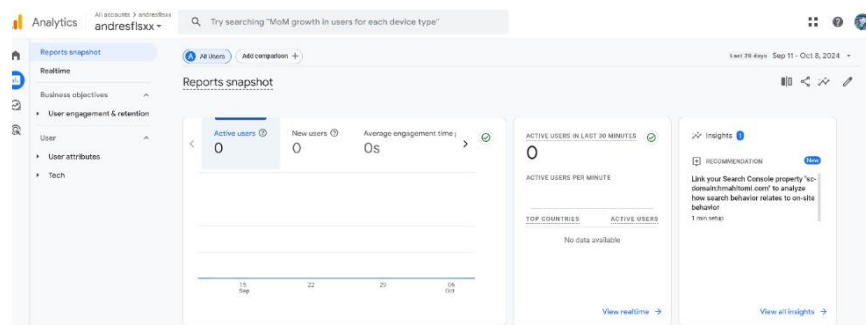 Analytics
All accounts > andresflsxx
andresflsxx
Try searching "MoM growth in users for each device type"
Reports snapshot
Realtime
Business objectives
User engagement & retention
User
User attributes
Tech
A All Users
Add comparison +
Last 28 days Sep 11 - Oct 8, 2024
Reports snapshot
Active users
0
New users
0
Average engagement time
0s
15
Sep
22
29
06
Oct
ACTIVE USERS IN LAST 30 MINUTES
0
ACTIVE USERS PER MINUTE
TOP COUNTRIES
ACTIVE USERS
No data available
View realtime →
Insights 1
RECOMMENDATION
New
Link your Search Console property "sc-
domain:hmahitomi.com" to analyze
how search behavior relates to on-site
behavior
1 min setup
View all insights →